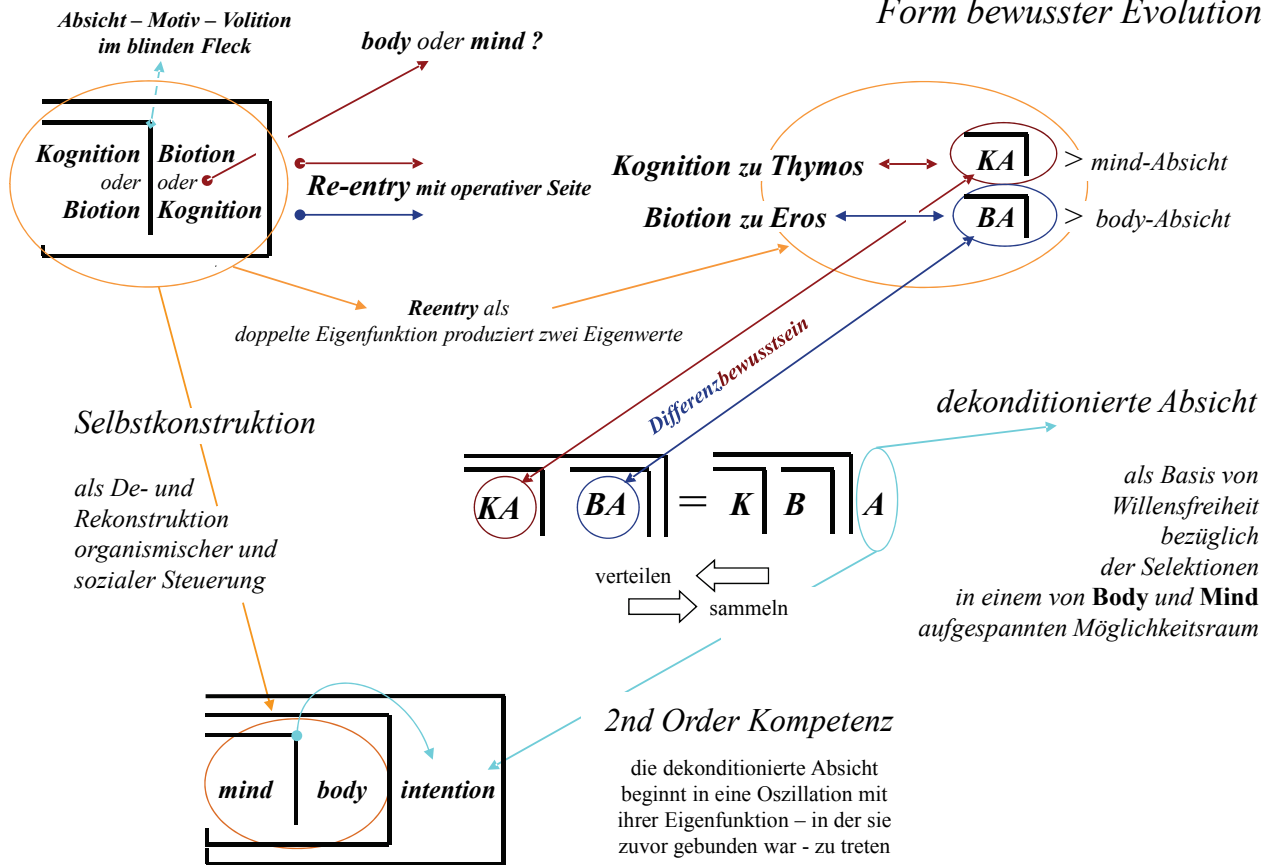 Form bewusster Evolution
Absicht – Motiv – Volition
im blinden Fleck
body oder mind ?
Kognition Biotion
oder oder
Biotion Kognition
Re-entry mit operativer Seite
Kognition zu Thymos
KA
> mind-Absicht
Biotion zu Eros
BA
> body-Absicht
Reentry als
doppelte Eigenfunktion produziert zwei Eigenwerte
Differenzbewusstsein
Selbstkonstruktion
als De- und
Rekonstruktion
organismischer und
sozialer Steuerung
dekonditionierte Absicht
als Basis von
Willensfreiheit
bezüglich
der Selektionen
in einem von Body und Mind
aufgespannten Möglichkeitsraum
KA BA = K B A
verteilen
sammeln
mind body intention
2nd Order Kompetenz
die dekonditionierte Absicht
beginnt in eine Oszillation mit
ihrer Eigenfunktion – in der sie
zuvor gebunden war - zu treten